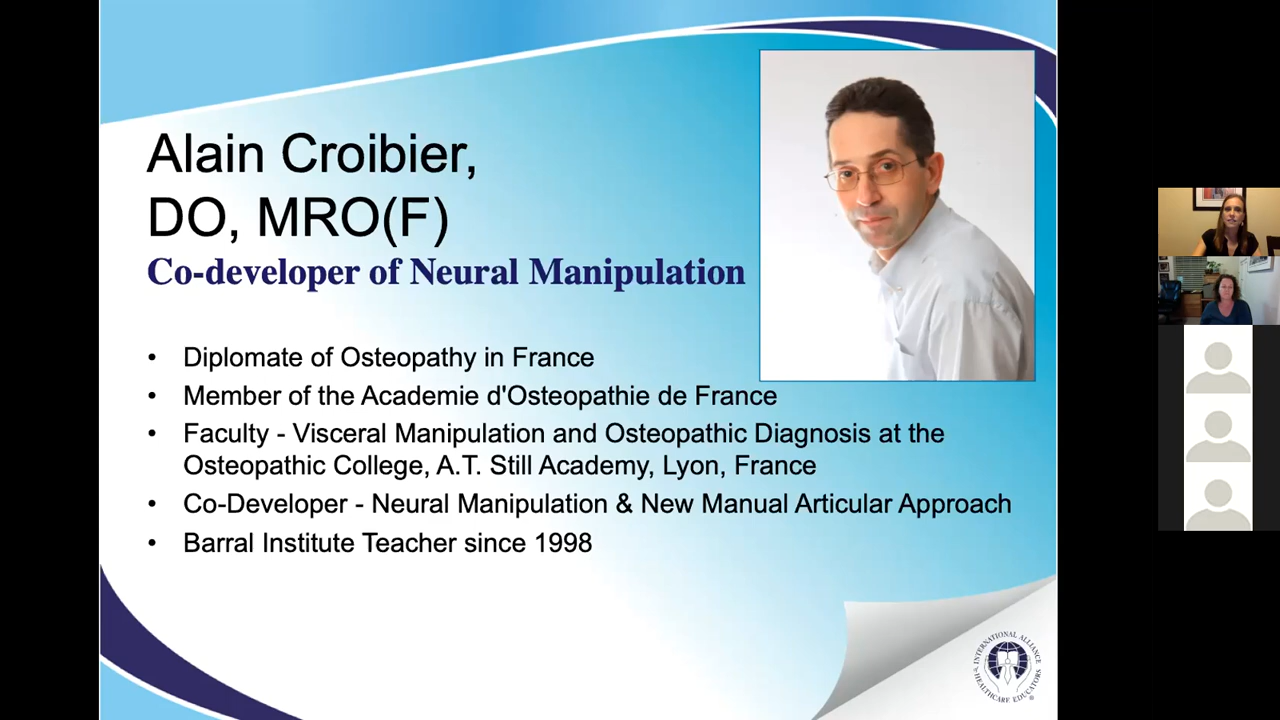 Alain Croibier,
DO, MRO(F)
Co-developer of Neural Manipulation
• Diplomate of Osteopathy in France
• Member of the Academie d'Osteopathie de France
• Faculty - Visceral Manipulation and Osteopathic Diagnosis at the
Osteopathic College, A.T. Still Academy, Lyon, France
• Co-Developer - Neural Manipulation & New Manual Articular Approach
• Barral Institute Teacher since 1998
INTERNATIONAL ALLIANCE
HEALTHCARE EDUCATORS